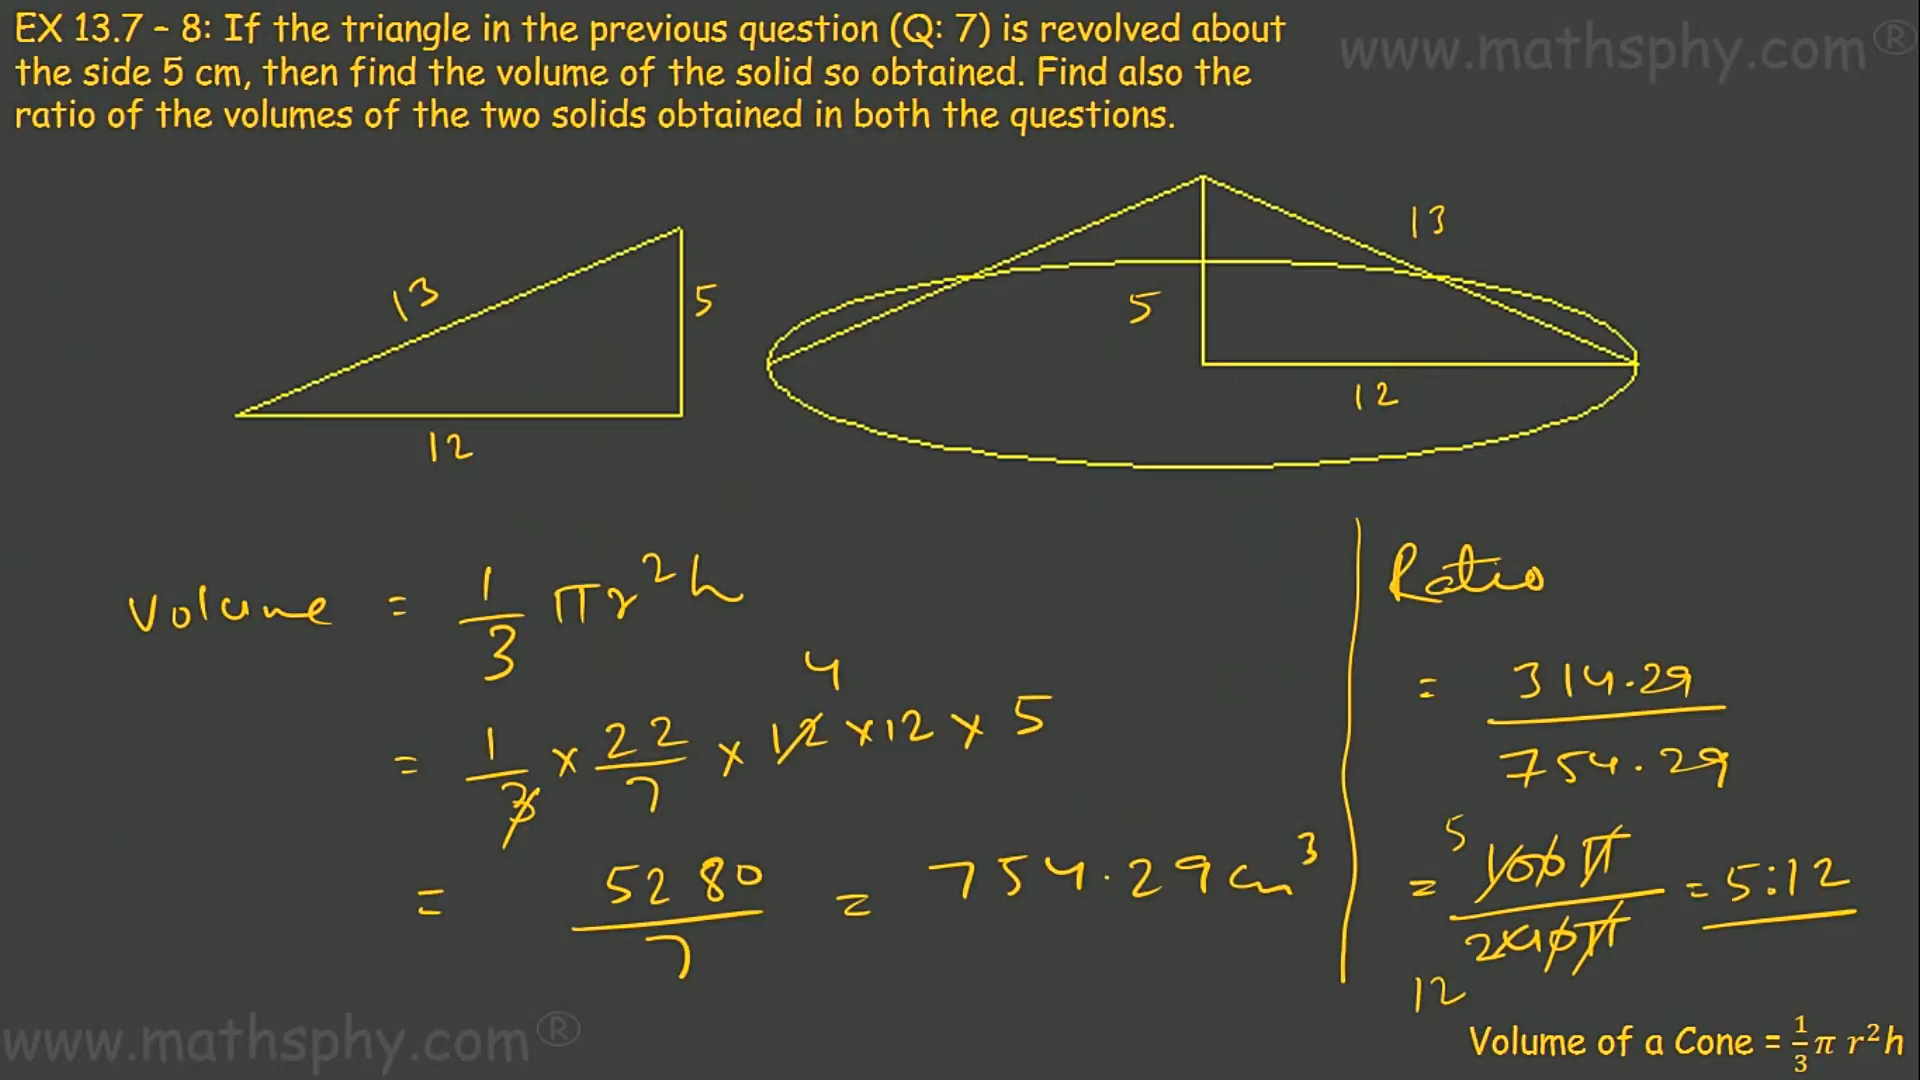 EX 13.7 – 8: If the triangle in the previous question (Q: 7) is revolved about
the side 5 cm, then find the volume of the solid so obtained. Find also the
ratio of the volumes of the two solids obtained in both the questions.
www.mathsphy.com®
13
5
12
13
5
12
Volume = 1/3 πr²h
4
= 1/3 × 22/7 × 12 × 12 × 5
= 5280/7 = 754.29 cm³
Ratio
= 314.29/754.29
5
= 100π/240π = 5:12
12
www.mathsphy.com®
Volume of a Cone = 1/3 π r²h